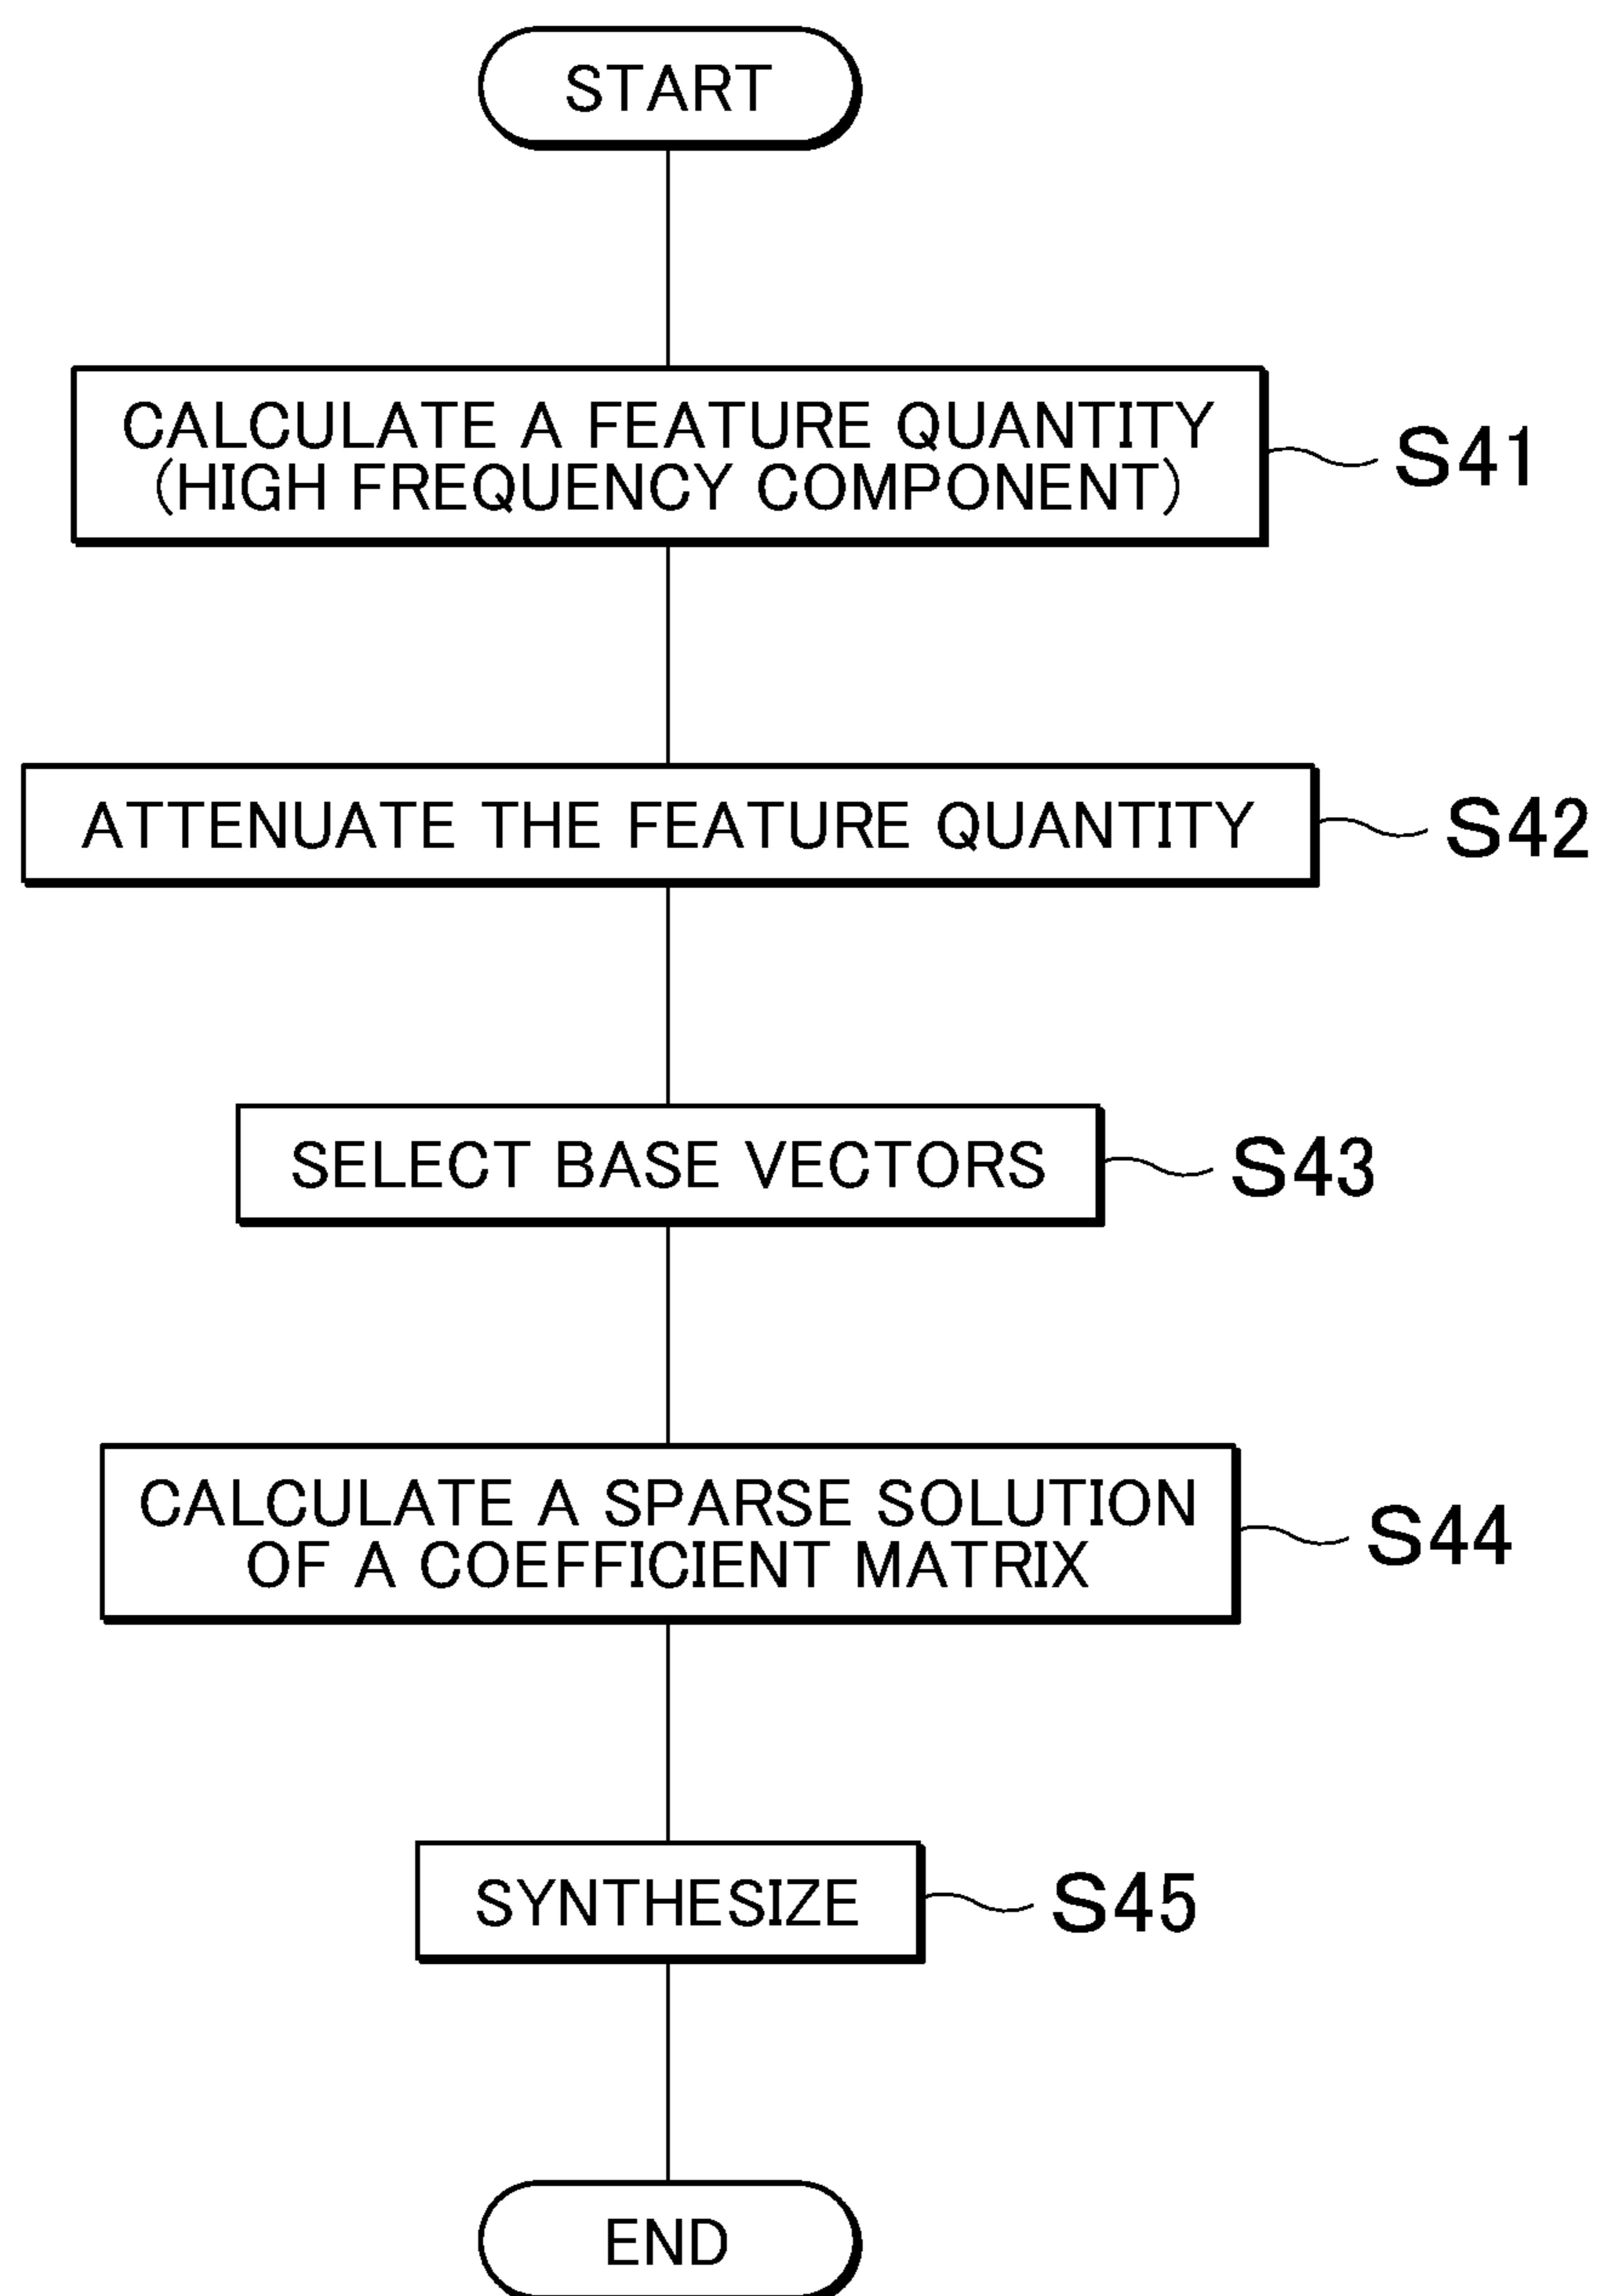 START
CALCULATE A FEATURE QUANTITY
(HIGH FREQUENCY COMPONENT)
S41
ATTENUATE THE FEATURE QUANTITY
S42
SELECT BASE VECTORS
S43
CALCULATE A SPARSE SOLUTION
OF A COEFFICIENT MATRIX
S44
SYNTHESIZE
S45
END